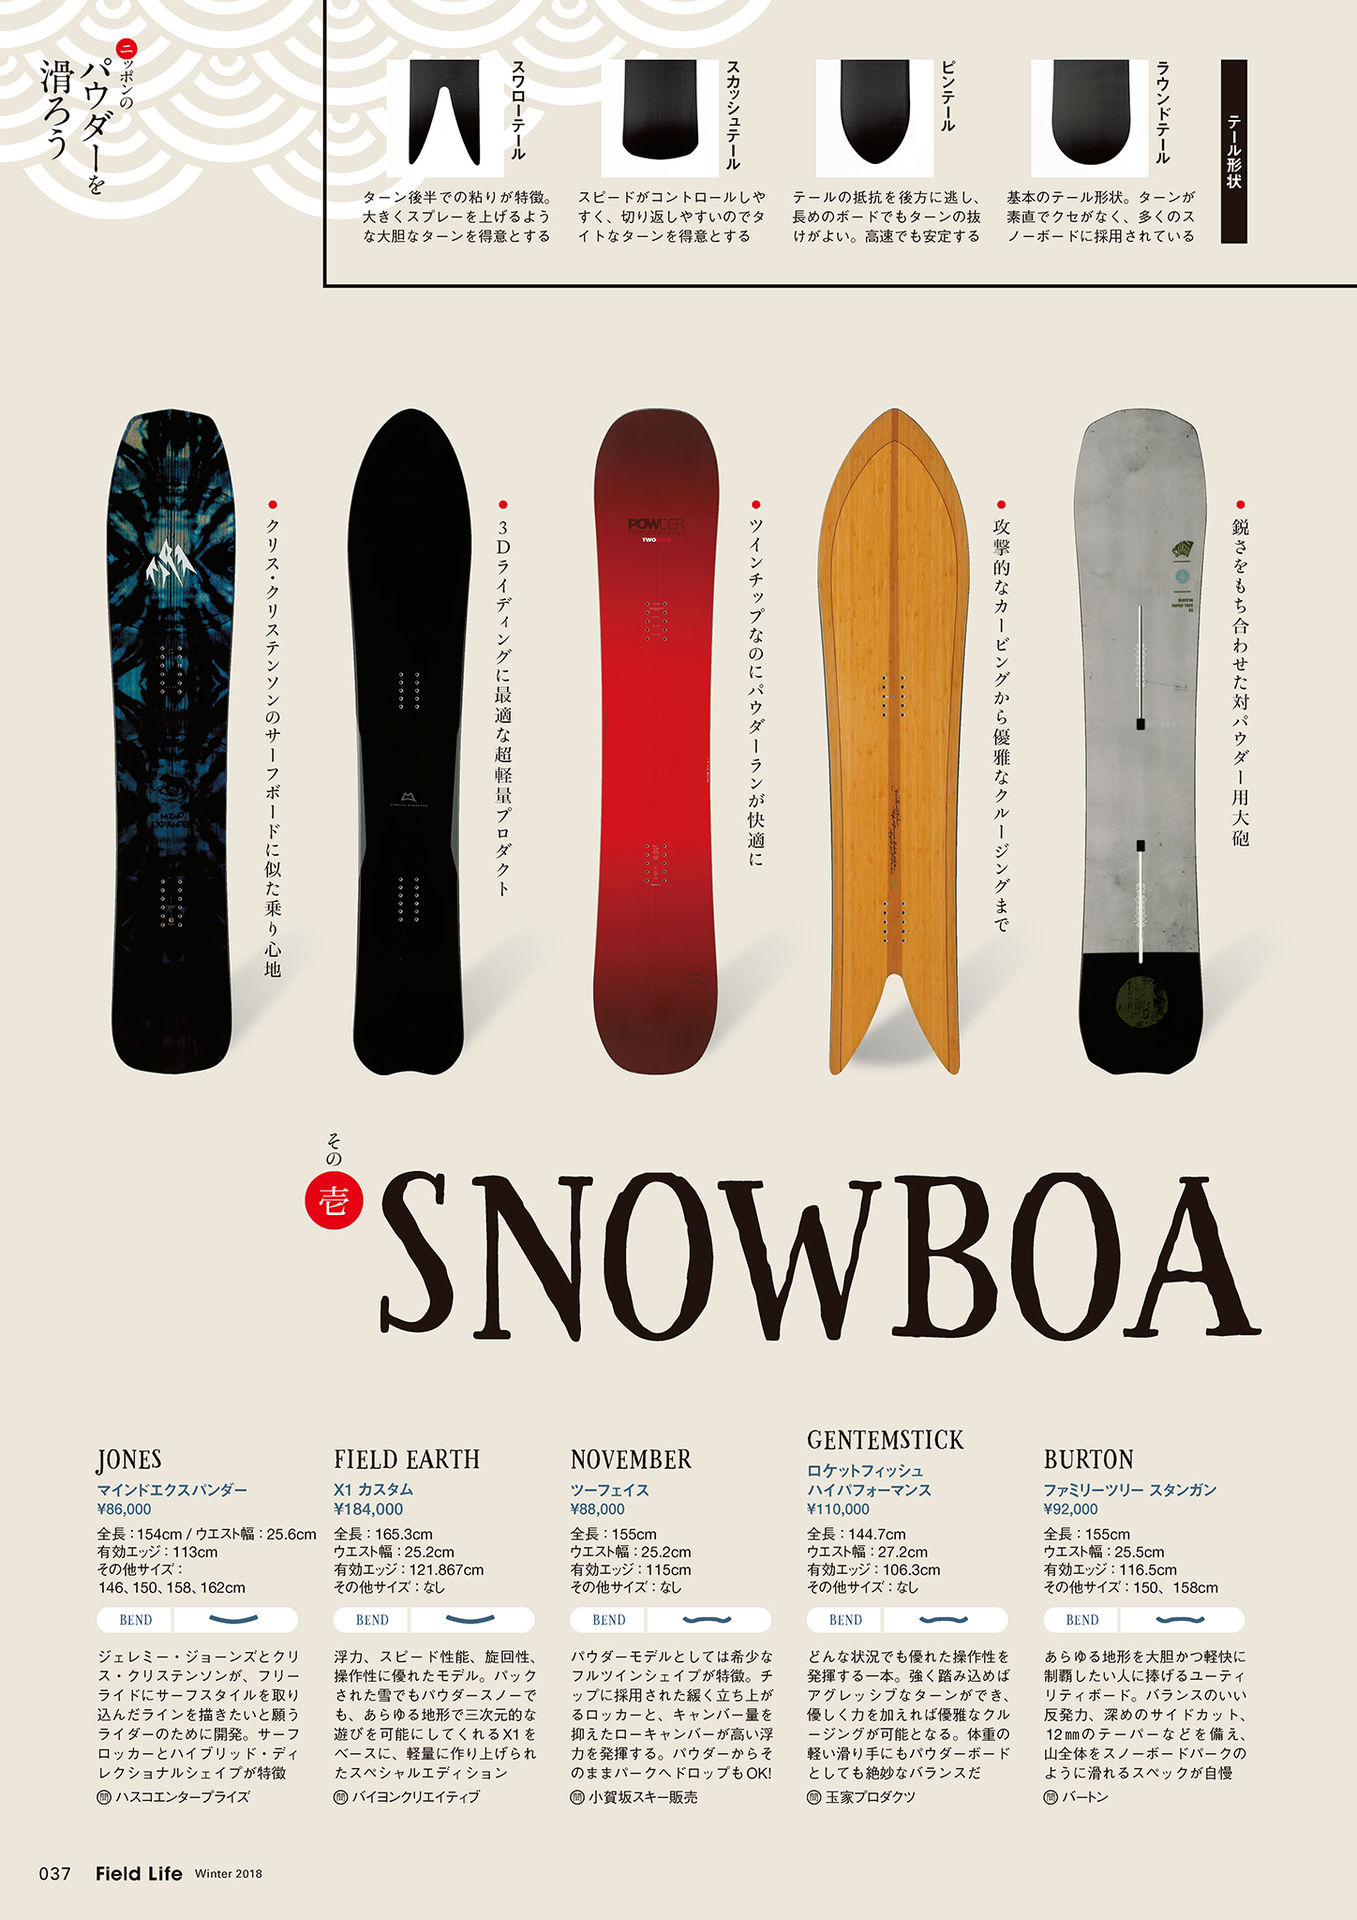 ニッポンの
パウダーを
滑ろう
テール形状
ラウンドテール
基本のテール形状。ターンが
素直でクセがなく、多くのス
ノーボードに採用されている
ピンテール
テールの抵抗を後方に逃し、
長めのボードでもターンの抜
けがよい。高速でも安定する
スカッシュテール
スピードがコントロールしや
すく、切り返しやすいのでタ
イトなターンを得意とする
スワローテール
ターン後半での粘りが特徴。
大きくスプレーを上げるよう
な大胆なターンを得意とする
鋭さをもち合わせた対パウダー用大砲
攻撃的なカービングから優雅なクルージングまで
ツインチップなのにパウダーランが快適に
POWDER
TWOFACE
3Dライディングに最適な超軽量プロダクト
クリス・クリステンソンのサーフボードに似た乗り心地
MIND
EXPANDER
その
壱
SNOWBOA
JONES
マインドエクスパンダー
¥86,000
全長：154cm / ウエスト幅：25.6cm
有効エッジ：113cm
その他サイズ：
146、150、158、162cm
BEND
ジェレミー・ジョーンズとクリ
ス・クリステンソンが、フリー
ライドにサーフスタイルを取り
込んだラインを描きたいと願う
ライダーのために開発。サーフ
ロッカーとハイブリッド・ディ
レクショナルシェイプが特徴
問 ハスコエンタープライズ
FIELD EARTH
X1 カスタム
¥184,000
全長：165.3cm
ウエスト幅：25.2cm
有効エッジ：121.867cm
その他サイズ：なし
BEND
浮力、スピード性能、旋回性、
操作性に優れたモデル。パック
された雪でもパウダースノーで
も、あらゆる地形で三次元的な
遊びを可能にしてくれるX1を
ベースに、軽量に作り上げられ
たスペシャルエディション
問 バイヨンクリエイティブ
NOVEMBER
ツーフェイス
¥88,000
全長：155cm
ウエスト幅：25.2cm
有効エッジ：115cm
その他サイズ：なし
BEND
パウダーモデルとしては希少な
フルツインシェイプが特徴。チ
ップに採用された緩く立ち上が
るロッカーと、キャンバー量を
抑えたローキャンバーが高い浮
力を発揮する。パウダーからそ
のままパークへドロップもOK!
問 小賀坂スキー販売
GENTEMSTICK
ロケットフィッシュ
ハイパフォーマンス
¥110,000
全長：144.7cm
ウエスト幅：27.2cm
有効エッジ：106.3cm
その他サイズ：なし
BEND
どんな状況でも優れた操作性を
発揮する一本。強く踏み込めば
アグレッシブなターンができ、
優しく力を加えれば優雅なクル
ージングが可能となる。体重の
軽い滑り手にもパウダーボード
としても絶妙なバランスだ
問 玉家プロダクツ
BURTON
ファミリーツリー スタンガン
¥92,000
全長：155cm
ウエスト幅：25.5cm
有効エッジ：116.5cm
その他サイズ：150、158cm
BEND
あらゆる地形を大胆かつ軽快に
制覇したい人に捧げるユーティ
リティボード。バランスのいい
反発力、深めのサイドカット、
12㎜のテーパーなどを備え、
山全体をスノーボードパークの
ように滑れるスペックが自慢
問 バートン
037 Field Life Winter 2018